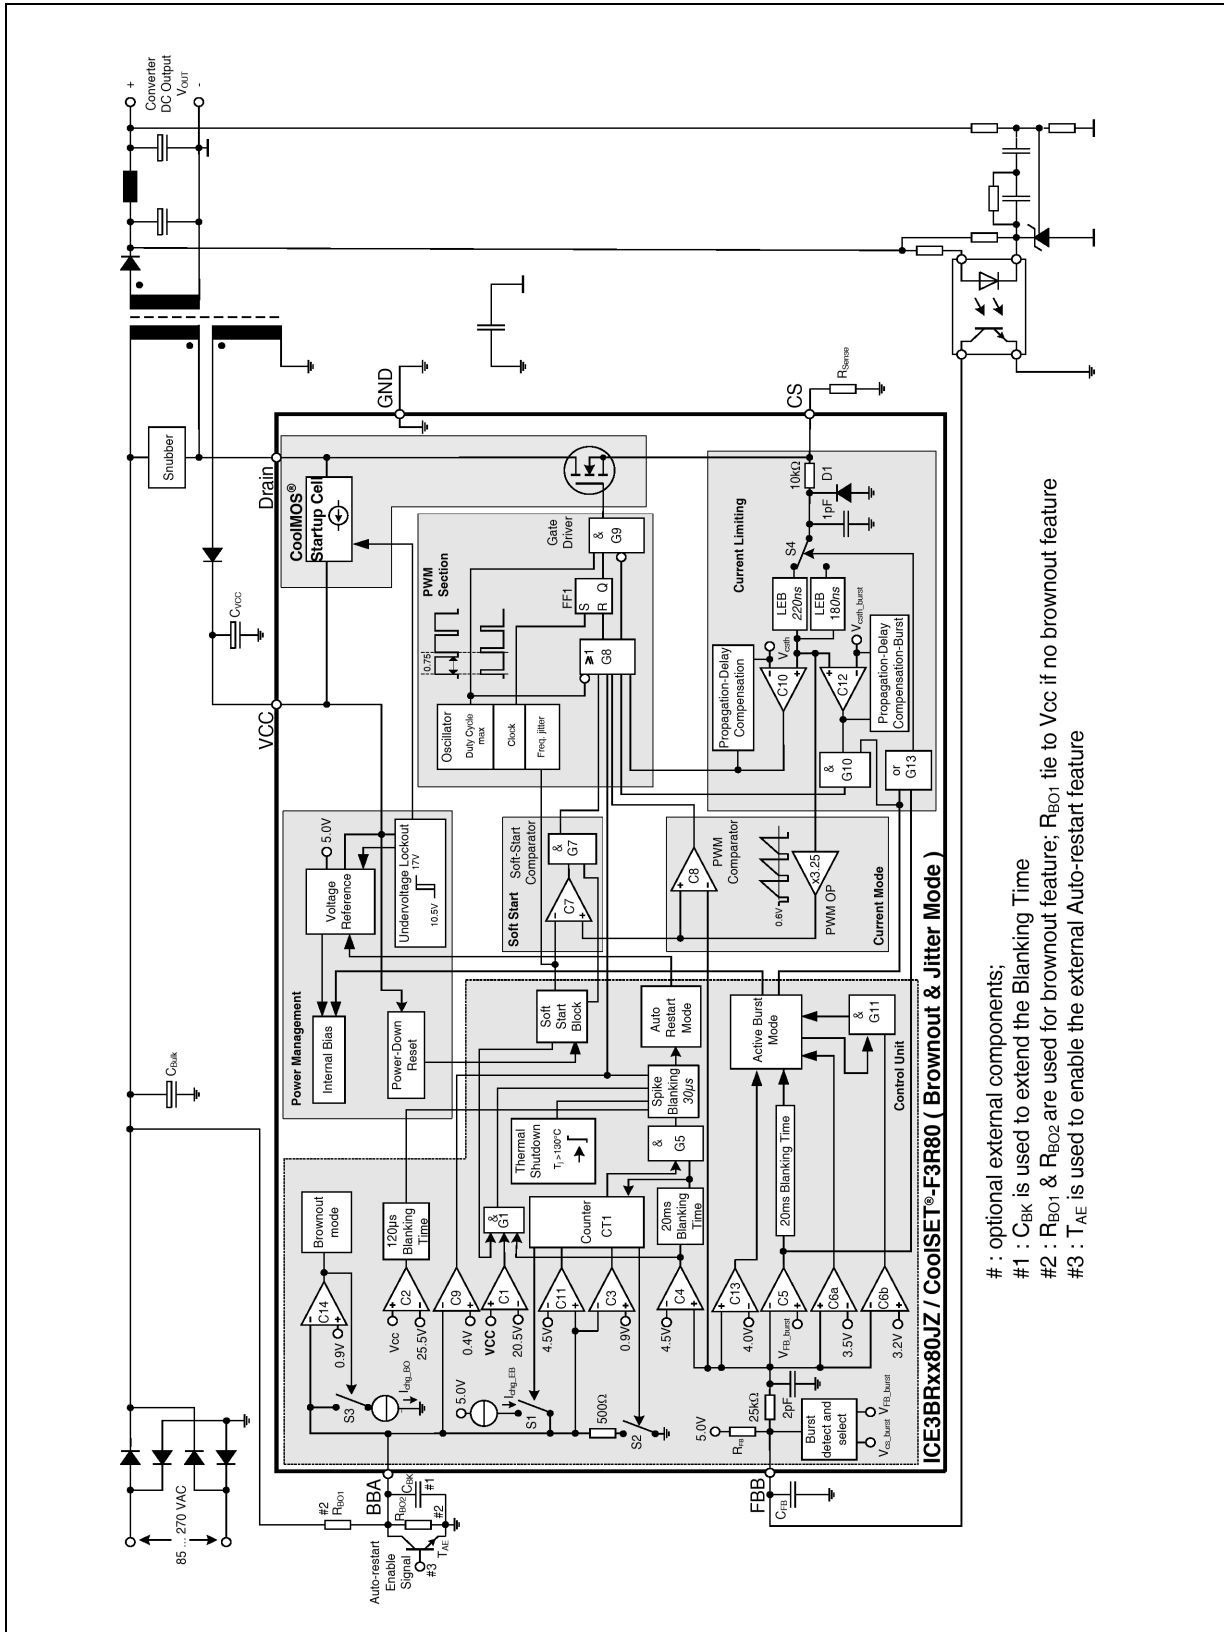 85 ... 270 VAC
Snubber
+
Converter
DC Output
V_OUT
-
C_Bulk
C_VCC
VCC
Drain
GND
CS
R_Sense
#2
R_BO1
BBA
R_BO2
C_BK
#1
#2
T_AE
#3
Auto-restart
Enable
Signal
FBB
C_FB
Power Management
Internal Bias
Voltage
Reference
5.0V
Power-Down
Reset
Undervoltage Lockout
17V
10.5V
CoolMOS®
Startup Cell
Brownout
mode
C14
0.9V
S3
I_chg_BO
120µs
Blanking
Time
C2
Vcc
25.5V
C9
0.4V
&
G1
C1
VCC
20.5V
5.0V
I_chg_EB
S1
500Ω
S2
Thermal
Shutdown
Tj >130°C
Counter
CT1
C11
4.5V
C3
0.9V
C4
4.5V
20ms
Blanking
Time
&
G5
Spike
Blanking
30µs
Auto
Restart
Mode
Soft
Start
Block
Soft Start
Soft-Start
Comparator
C7
&
G7
PWM
Section
0.75
Oscillator
Duty Cycle
max
Clock
Freq. jitter
≥1
G8
FF1
S
R Q
Gate
Driver
&
G9
C8
PWM
Comparator
0.6V
x3.25
PWM OP
Current Mode
Current Limiting
Propagation-Delay
Compensation
C10
V_csth
LEB
220ns
LEB
180ns
S4
1pF
10kΩ
D1
C12
V_csth_burst
Propagation-Delay
Compensation-Burst
&
G10
or
G13
C13
4.0V
C5
V_FB_burst
20ms Blanking Time
Active Burst
Mode
C6a
3.5V
C6b
3.2V
&
G11
Control Unit
5.0V
R_FB
25kΩ
2pF
Burst
detect and
select
V_cs_burst
V_FB_burst
ICE3BRxx80JZ / CoolSET®-F3R80 ( Brownout & Jitter Mode )
# : optional external components;
#1 : C_BK is used to extend the Blanking Time
#2 : R_BO1 & R_BO2 are used for brownout feature; R_BO1 tie to Vcc if no brownout feature
#3 : T_AE is used to enable the external Auto-restart feature